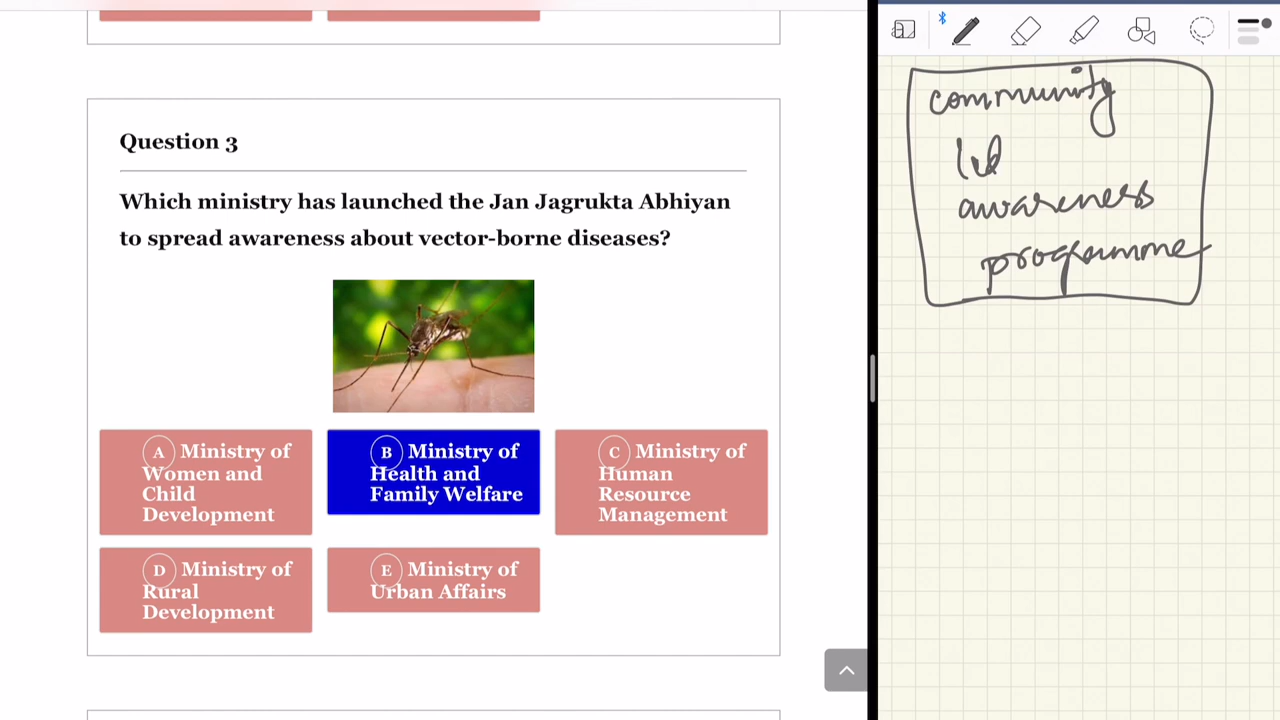 Question 3
Which ministry has launched the Jan Jagrukta Abhiyan
to spread awareness about vector-borne diseases?
A Ministry of
Women and
Child
Development
B Ministry of
Health and
Family Welfare
C Ministry of
Human
Resource
Management
D Ministry of
Rural
Development
E Ministry of
Urban Affairs
community
led
awareness
programme